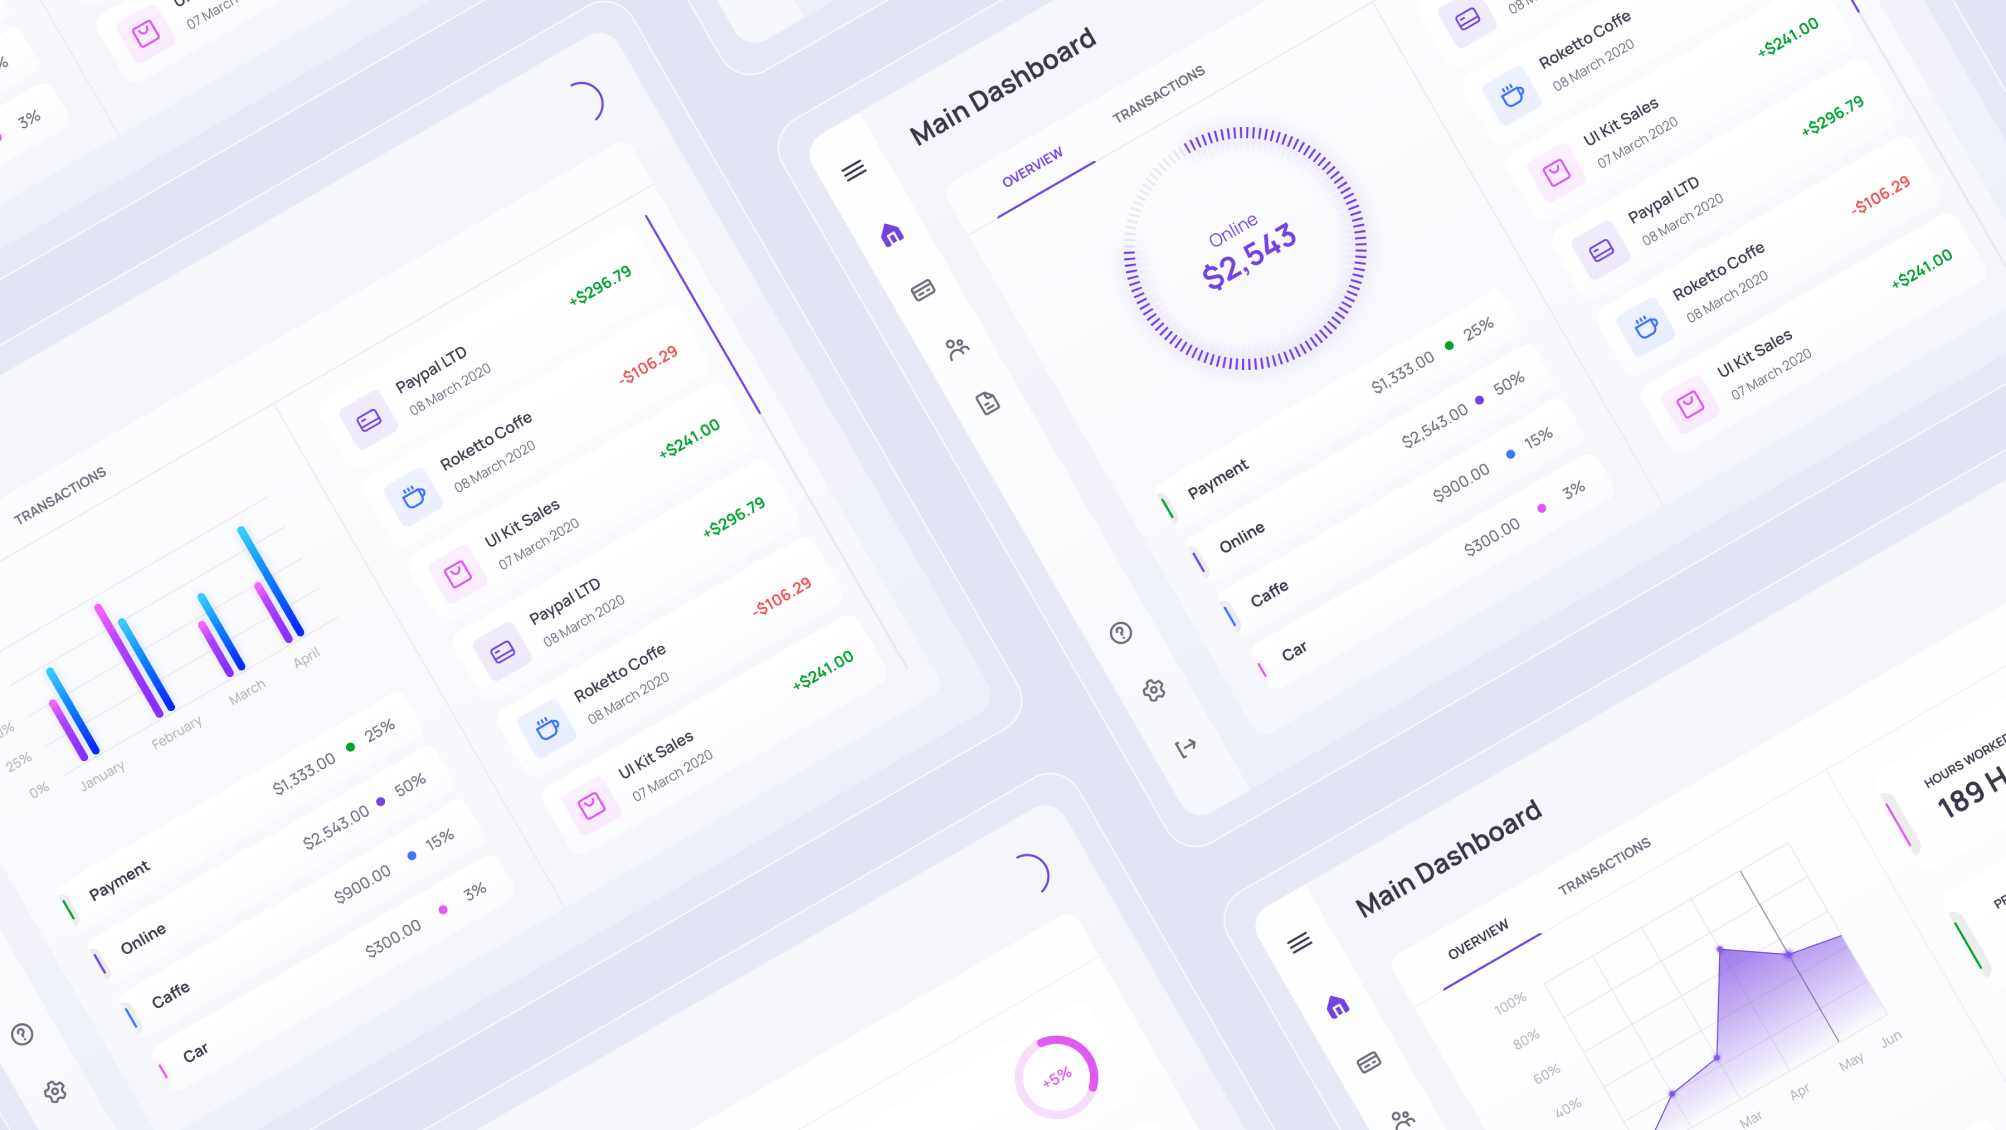 07 March 2020
3%
TRANSACTIONS
25%
0%
January
February
March
April
Paypal LTD
08 March 2020
+$296.79
Roketto Coffe
08 March 2020
-$106.29
UI Kit Sales
07 March 2020
+$241.00
Paypal LTD
08 March 2020
+$296.79
Roketto Coffe
08 March 2020
-$106.29
UI Kit Sales
07 March 2020
+$241.00
Payment
$1,333.00
25%
Online
$2,543.00
50%
Caffe
$900.00
15%
Car
$300.00
3%
Main Dashboard
OVERVIEW
TRANSACTIONS
Online
$2,543
Payment
$1,333.00
25%
Online
$2,543.00
50%
Caffe
$900.00
15%
Car
$300.00
3%
Roketto Coffe
08 March 2020
UI Kit Sales
07 March 2020
+$241.00
Paypal LTD
08 March 2020
+$296.79
Roketto Coffe
08 March 2020
-$106.29
UI Kit Sales
07 March 2020
+$241.00
+5%
Main Dashboard
OVERVIEW
TRANSACTIONS
100%
80%
60%
40%
Mar
Apr
May
Jun
HOURS WORKED
189 H